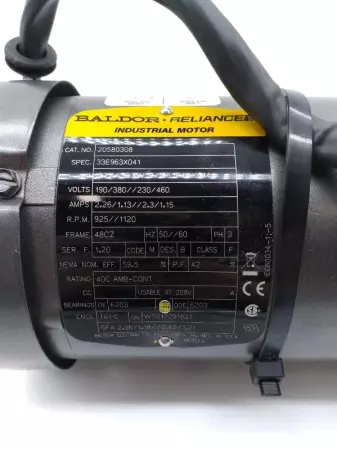 BALDOR · RELIANCE
INDUSTRIAL MOTOR
CAT. NO. 20580308
SPEC. 33E963X041
VOLTS 190/380//230/460
AMPS 2.26/1.13//2.3/1.15
R.P.M. 925//1120
FRAME 48CZ HZ 50//60 PH 3
SER. F. 1.20 CODE M DES. B CLASS F
NEMA NOM. EFF. 59.5 % P.F. 42 %
RATING 40C AMB-CONT
CC USABLE AT 208V A
BEARINGS DE 6203 ODE 6203
ENCL TEFC SN
SFA